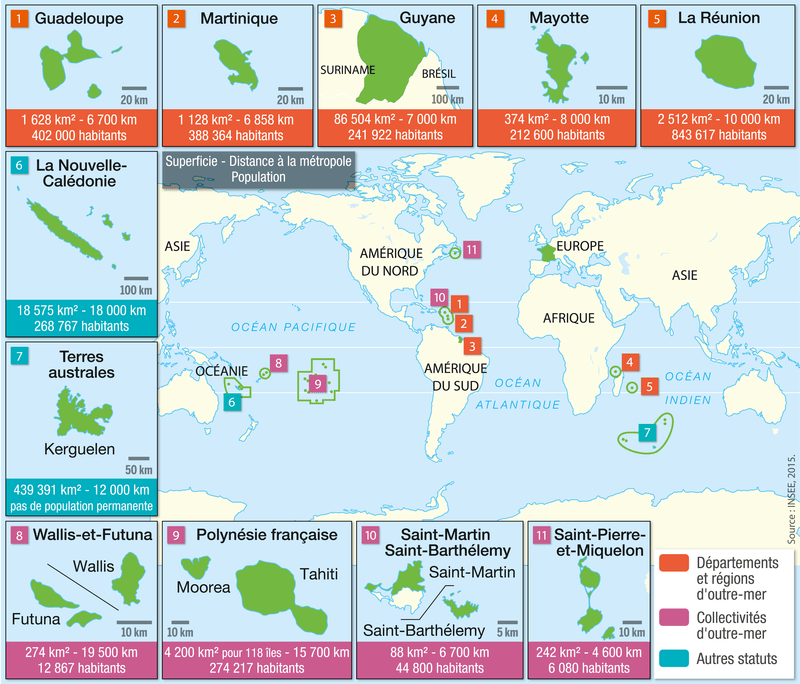 1 Guadeloupe
20 km
1 628 km² - 6 700 km
402 000 habitants
2 Martinique
20 km
1 128 km² - 6 858 km
388 364 habitants
3 Guyane
SURINAME
BRÉSIL
100 km
86 504 km² - 7 000 km
241 922 habitants
4 Mayotte
10 km
374 km² - 8 000 km
212 600 habitants
5 La Réunion
20 km
2 512 km² - 10 000 km
843 617 habitants
6 La Nouvelle-
Calédonie
100 km
18 575 km² - 18 000 km
268 767 habitants
Superficie - Distance à la métropole
Population
7 Terres
australes
Kerguelen
50 km
439 391 km² - 12 000 km
pas de population permanente
ASIE
AMÉRIQUE
DU NORD
11
EUROPE
ASIE
10
1
2
3
AFRIQUE
OCÉAN PACIFIQUE
OCÉANIE
8
9
6
AMÉRIQUE
DU SUD
OCÉAN
ATLANTIQUE
4
5
OCÉAN
INDIEN
7
Source : INSEE, 2015.
8 Wallis-et-Futuna
Wallis
Futuna
10 km
274 km² - 19 500 km
12 867 habitants
9 Polynésie française
Moorea
Tahiti
10 km
4 200 km² pour 118 îles - 15 700 km
274 217 habitants
10 Saint-Martin
Saint-Barthélemy
Saint-Martin
Saint-Barthélemy
5 km
88 km² - 6 700 km
44 800 habitants
11 Saint-Pierre-
et-Miquelon
10 km
242 km² - 4 600 km
6 080 habitants
Départements
et régions
d'outre-mer
Collectivités
d'outre-mer
Autres statuts